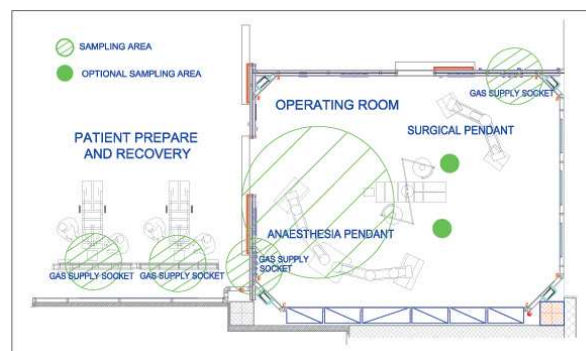 SAMPLING AREA
OPTIONAL SAMPLING AREA
GAS SUPPLY SOCKET
OPERATING ROOM
SURGICAL PENDANT
PATIENT PREPARE
AND RECOVERY
ANAESTHESIA PENDANT
GAS SUPPLY
SOCKET
GAS SUPPLY SOCKET
GAS SUPPLY SOCKET